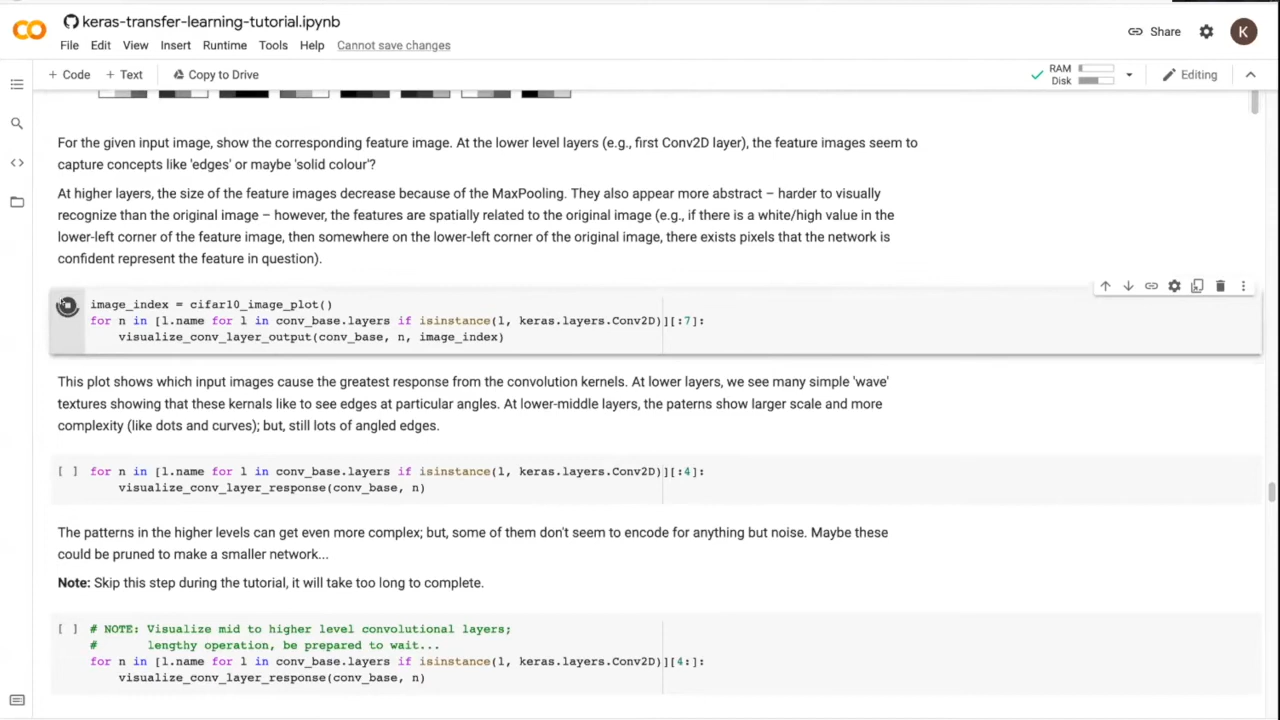 keras-transfer-learning-tutorial.ipynb
Share
K
File Edit View Insert Runtime Tools Help Cannot save changes
+ Code + Text Copy to Drive
RAM
Disk
Editing
For the given input image, show the corresponding feature image. At the lower level layers (e.g., first Conv2D layer), the feature images seem to
capture concepts like 'edges' or maybe 'solid colour'?
At higher layers, the size of the feature images decrease because of the MaxPooling. They also appear more abstract – harder to visually
recognize than the original image – however, the features are spatially related to the original image (e.g., if there is a white/high value in the
lower-left corner of the feature image, then somewhere on the lower-left corner of the original image, there exists pixels that the network is
confident represent the feature in question).
image_index = cifar10_image_plot()
for n in [l.name for l in conv_base.layers if isinstance(l, keras.layers.Conv2D)][:7]:
visualize_conv_layer_output(conv_base, n, image_index)
This plot shows which input images cause the greatest response from the convolution kernels. At lower layers, we see many simple 'wave'
textures showing that these kernals like to see edges at particular angles. At lower-middle layers, the paterns show larger scale and more
complexity (like dots and curves); but, still lots of angled edges.
[ ] for n in [l.name for l in conv_base.layers if isinstance(l, keras.layers.Conv2D)][:4]:
visualize_conv_layer_response(conv_base, n)
The patterns in the higher levels can get even more complex; but, some of them don't seem to encode for anything but noise. Maybe these
could be pruned to make a smaller network...
Note: Skip this step during the tutorial, it will take too long to complete.
[ ] # NOTE: Visualize mid to higher level convolutional layers;
# lengthy operation, be prepared to wait...
for n in [l.name for l in conv_base.layers if isinstance(l, keras.layers.Conv2D)][4:]:
visualize_conv_layer_response(conv_base, n)